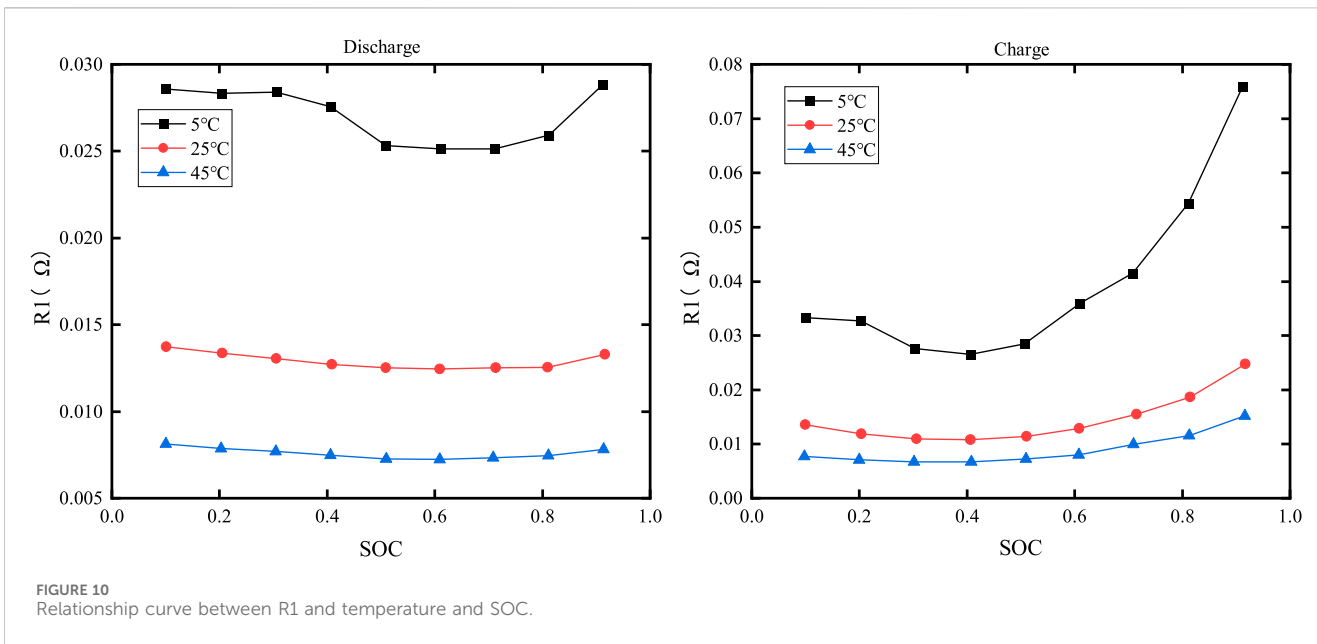 Discharge
0.030
0.025
0.020
0.015
0.010
0.005
0.0 0.2 0.4 0.6 0.8 1.0
R1( Ω)
SOC
5℃
25℃
45℃
Charge
0.08
0.07
0.06
0.05
0.04
0.03
0.02
0.01
0.00
0.0 0.2 0.4 0.6 0.8 1.0
R1( Ω)
SOC
5℃
25℃
45℃
FIGURE 10
Relationship curve between R1 and temperature and SOC.